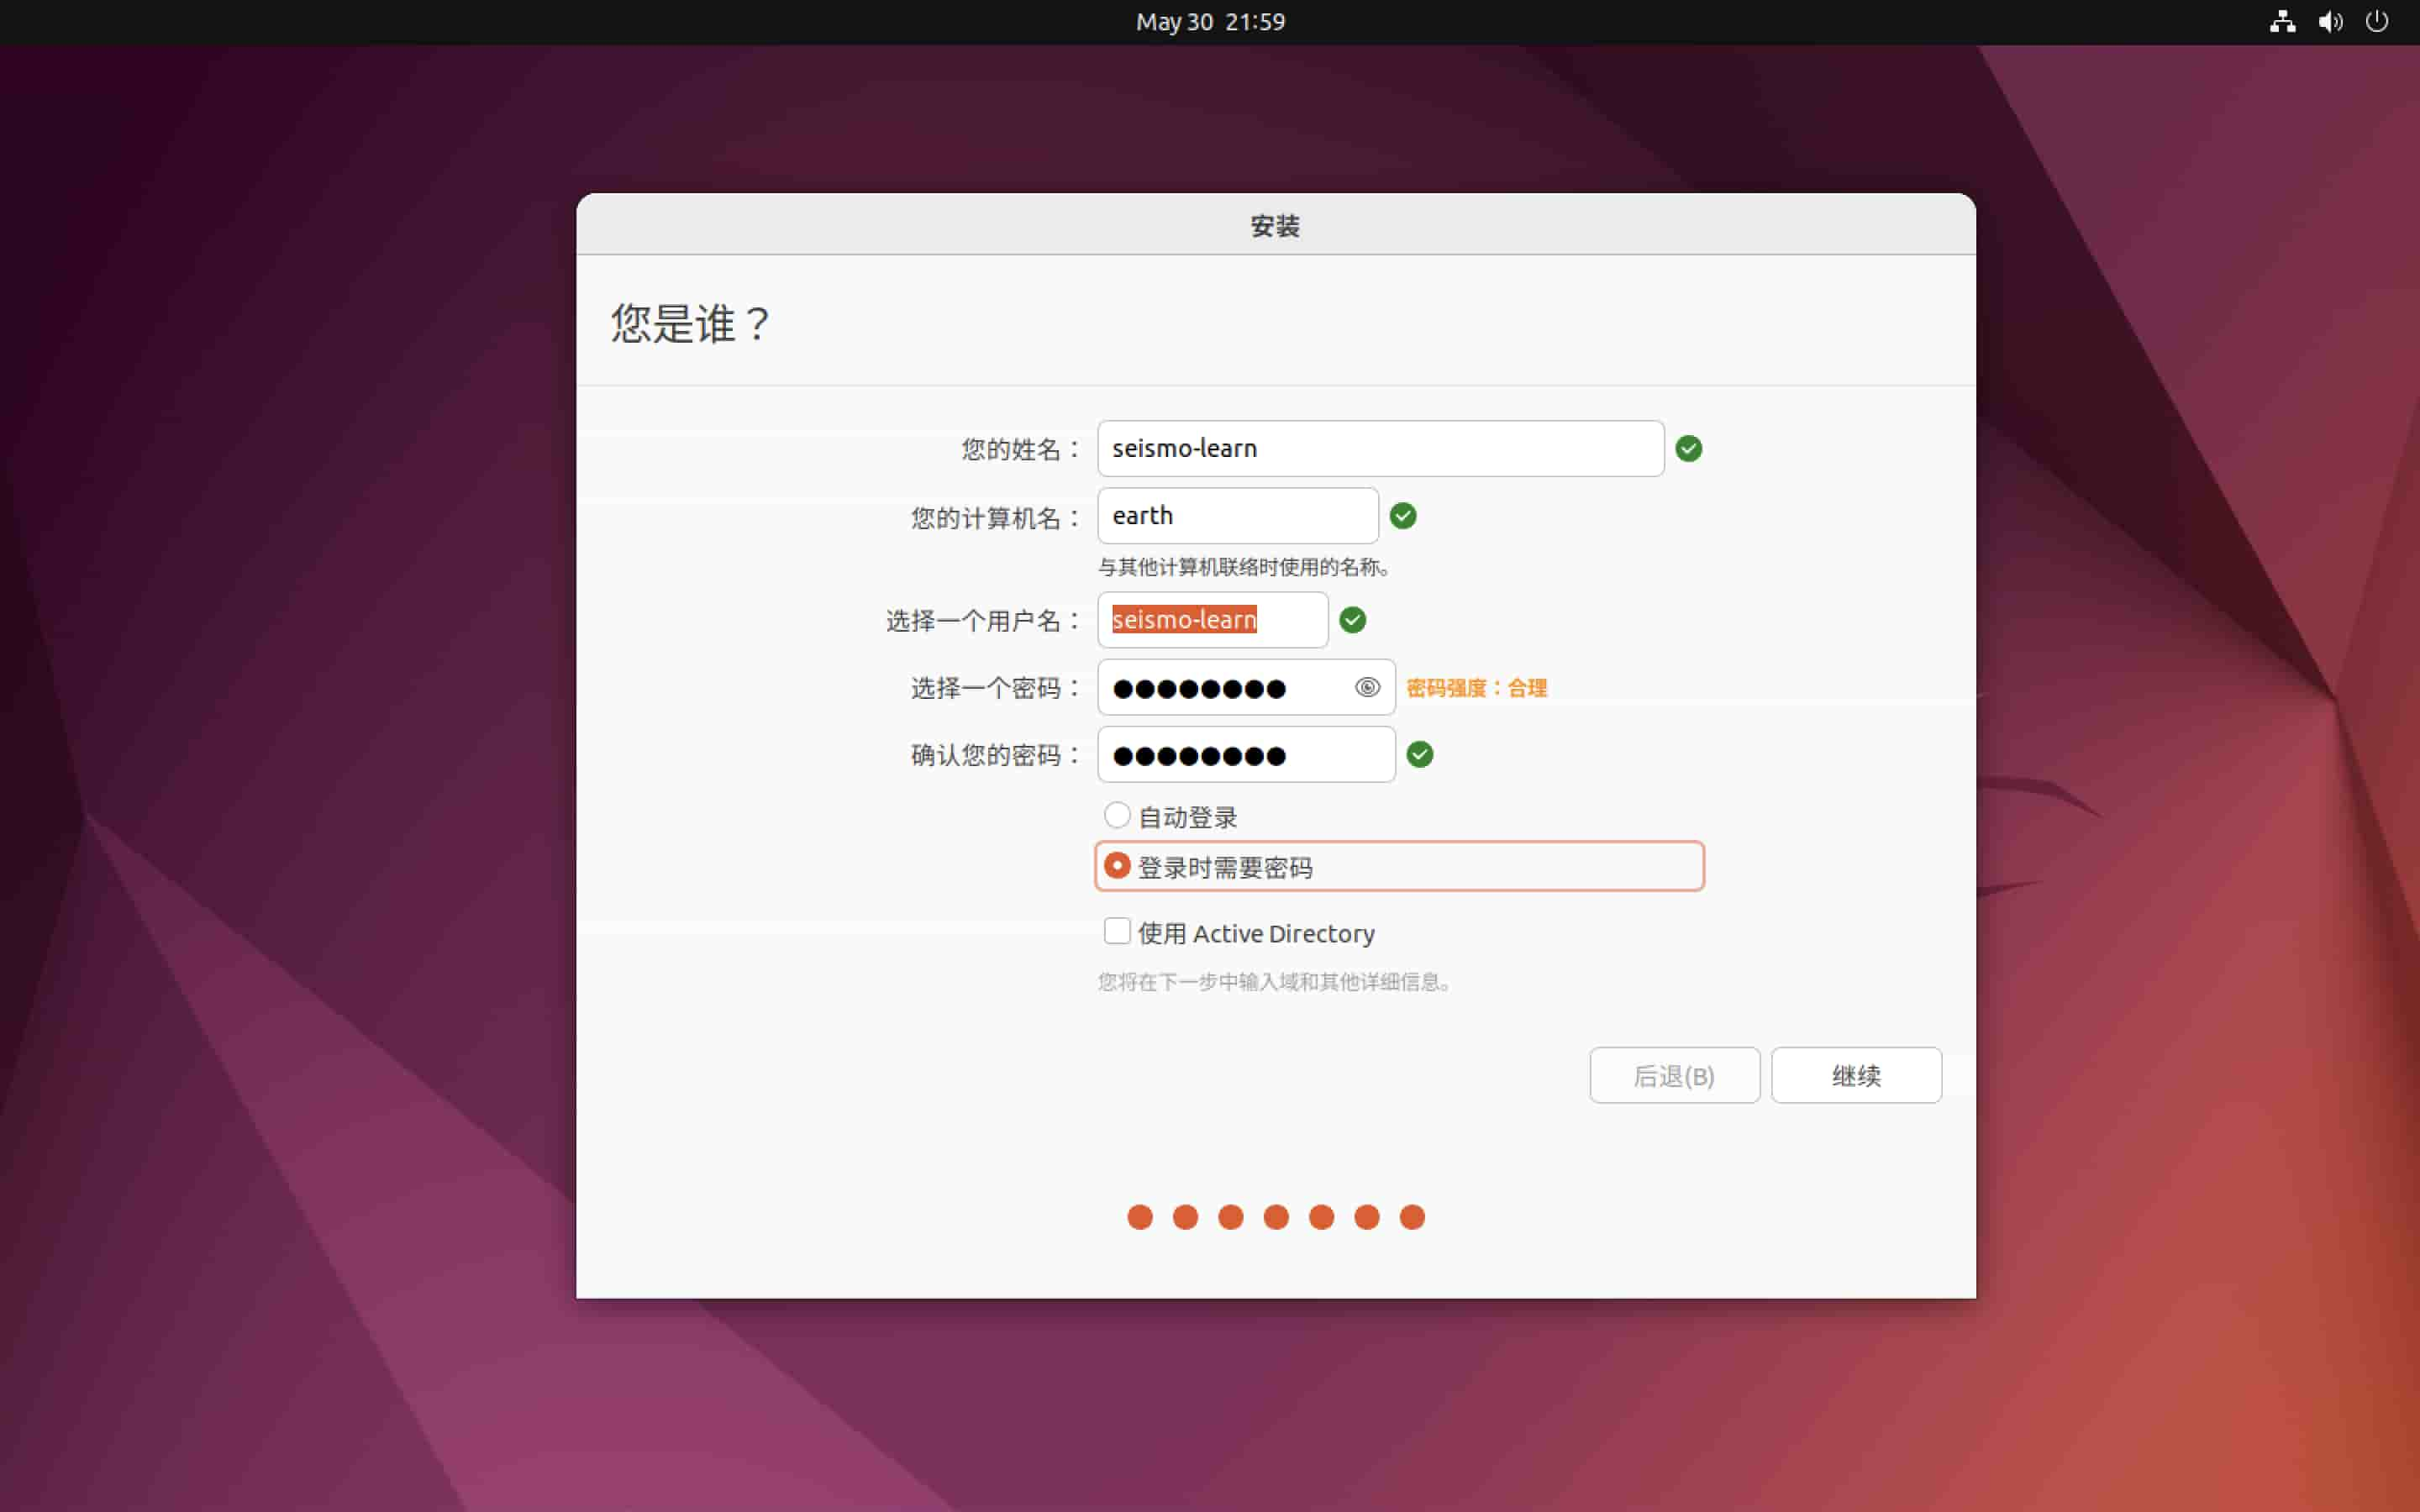 May 30 21:59
安装
您是谁？
您的姓名： seismo-learn
您的计算机名： earth
与其他计算机联络时使用的名称。
选择一个用户名： seismo-learn
选择一个密码： ●●●●●●●● 密码强度：合理
确认您的密码： ●●●●●●●●
自动登录
登录时需要密码
使用 Active Directory
您将在下一步中输入域和其他详细信息。
后退(B) 继续